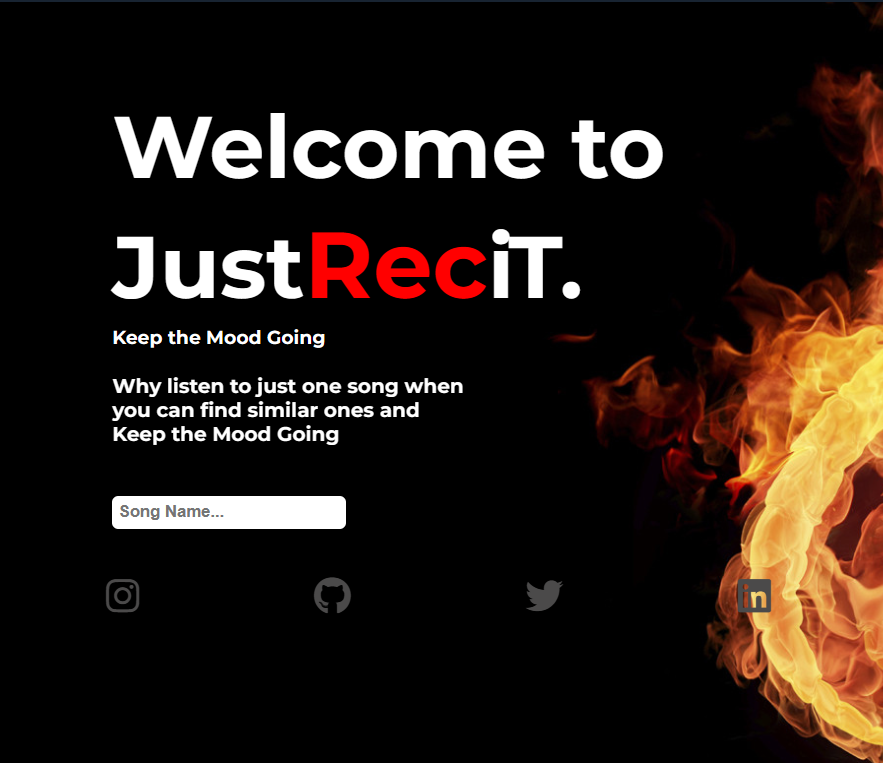 Welcome to
JustReciT.
Keep the Mood Going
Why listen to just one song when
you can find similar ones and
Keep the Mood Going
Song Name...
in